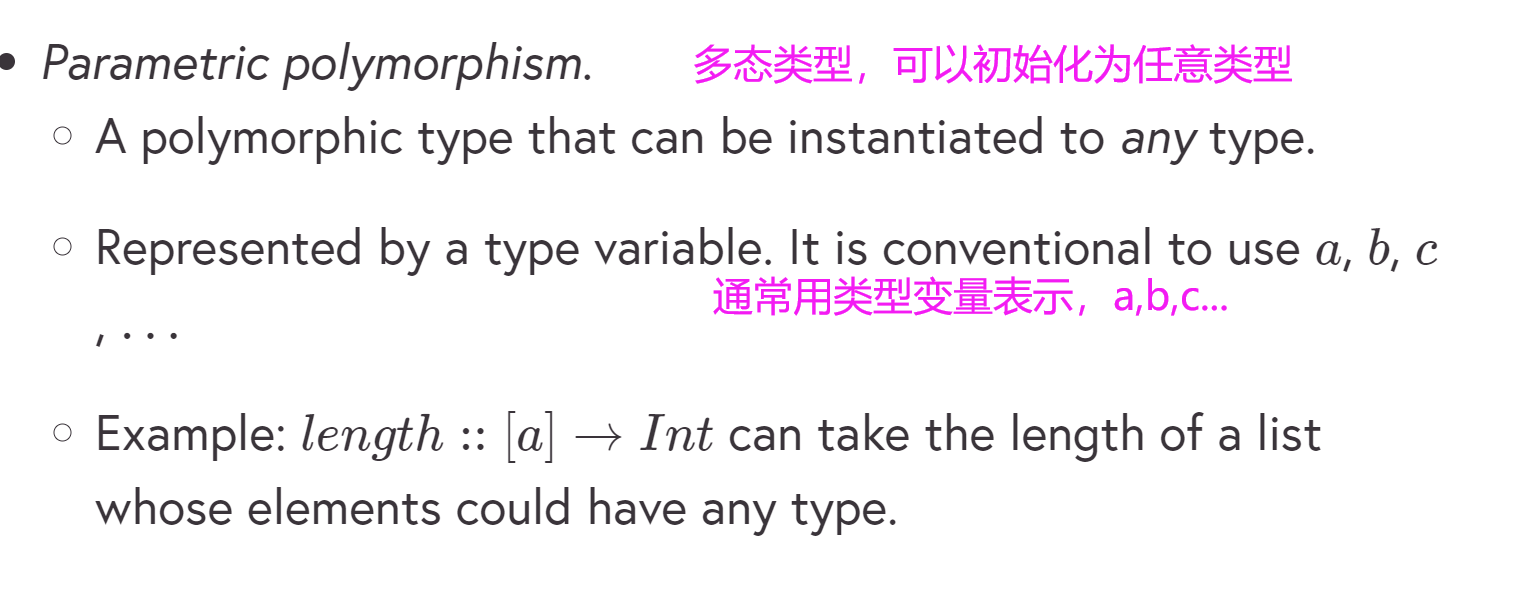 • Parametric polymorphism. 多态类型，可以初始化为任意类型
○ A polymorphic type that can be instantiated to any type.
○ Represented by a type variable. It is conventional to use a, b, c
通常用类型变量表示，a,b,c...
, · · ·
○ Example: length :: [a] → Int can take the length of a list
whose elements could have any type.